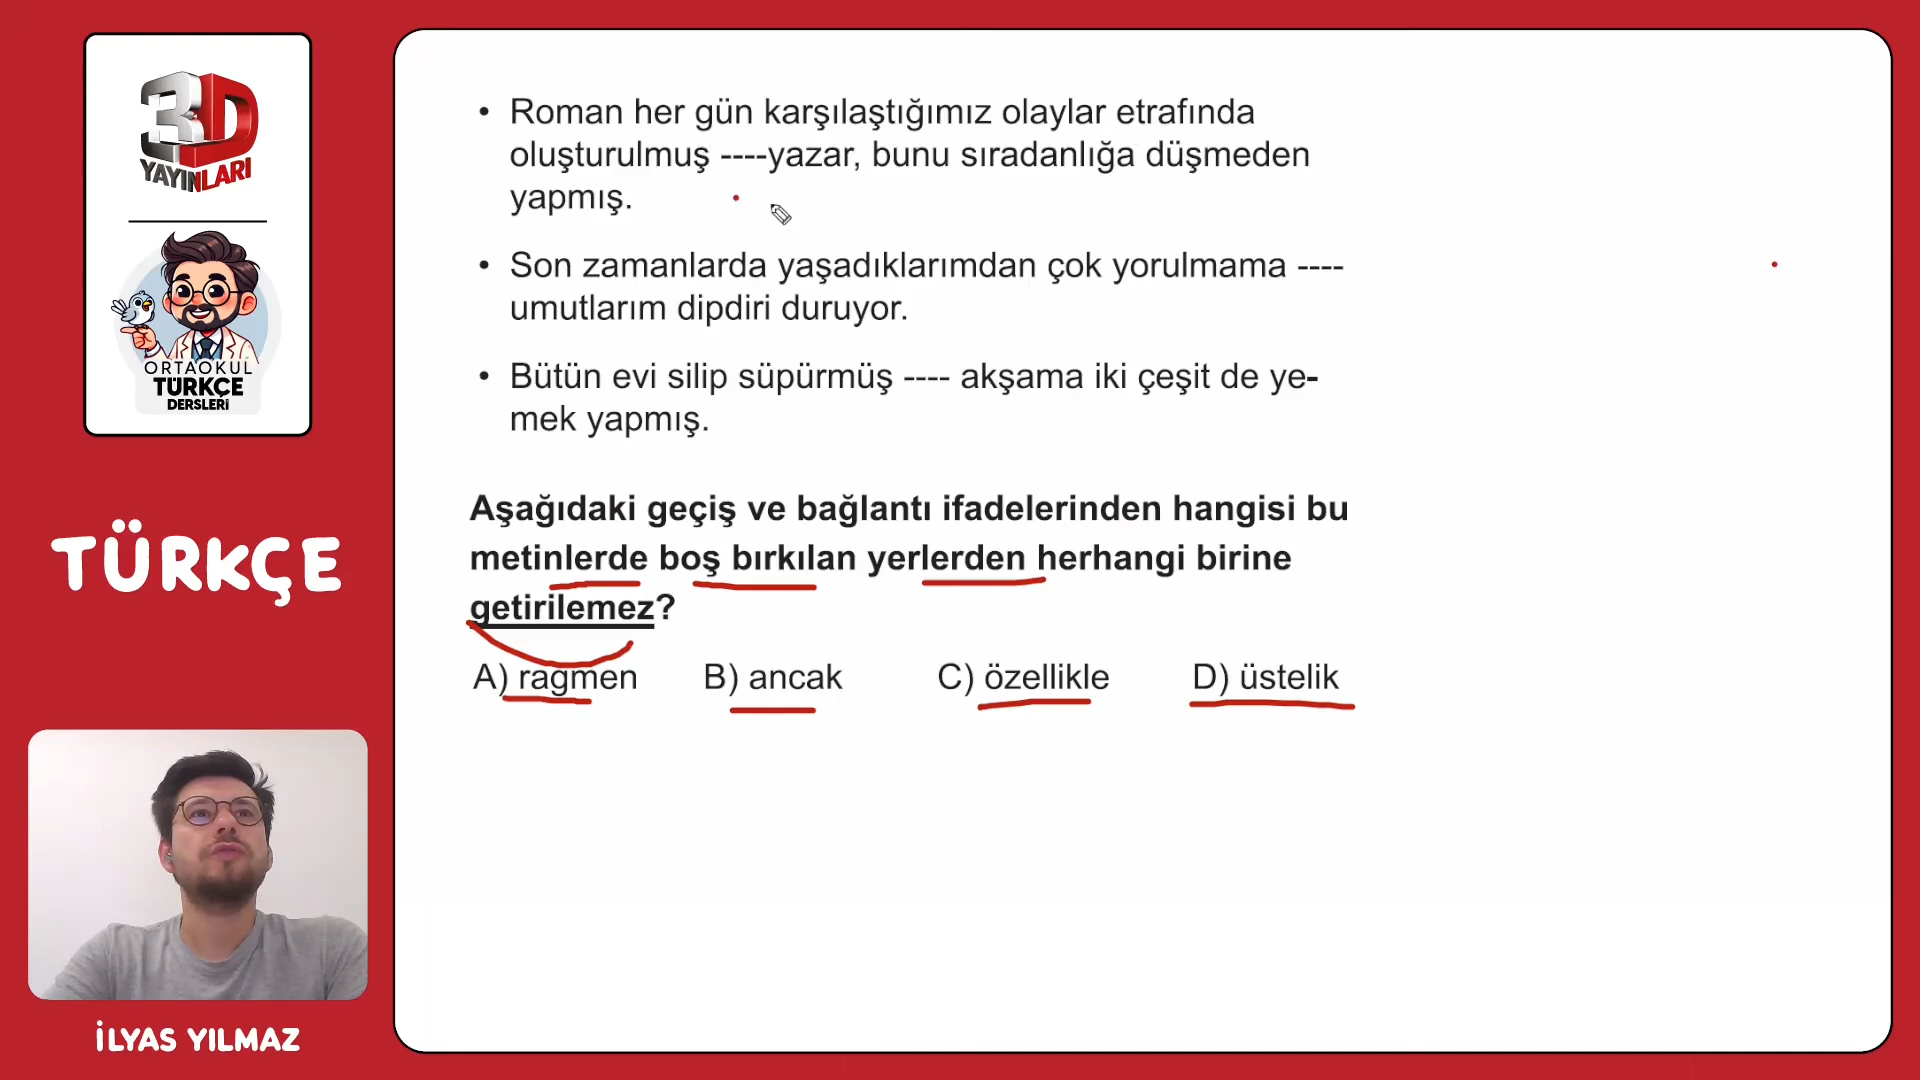 3D
YAYINLARI
ORTAOKUL
TÜRKÇE
DERSLERİ
TÜRKÇE
İLYAS YILMAZ
• Roman her gün karşılaştığımız olaylar etrafında
oluşturulmuş ----yazar, bunu sıradanlığa düşmeden
yapmış.
• Son zamanlarda yaşadıklarımdan çok yorulmama ----
umutlarım dipdiri duruyor.
• Bütün evi silip süpürmüş ---- akşama iki çeşit de ye-
mek yapmış.
Aşağıdaki geçiş ve bağlantı ifadelerinden hangisi bu
metinlerde boş bırkılan yerlerden herhangi birine
getirilemez?
A) ragmen B) ancak C) özellikle D) üstelik